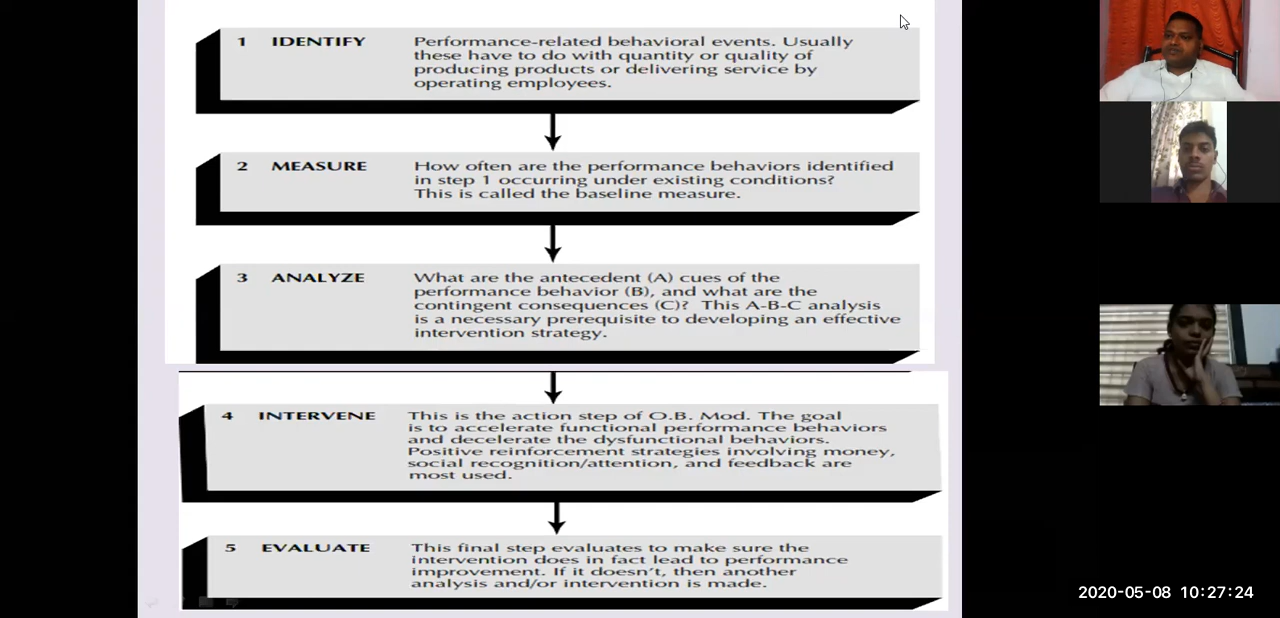 1 IDENTIFY Performance-related behavioral events. Usually
these have to do with quantity or quality of
producing products or delivering service by
operating employees.
2 MEASURE How often are the performance behaviors identified
in step 1 occurring under existing conditions?
This is called the baseline measure.
3 ANALYZE What are the antecedent (A) cues of the
performance behavior (B), and what are the
contingent consequences (C)? This A-B-C analysis
is a necessary prerequisite to developing an effective
intervention strategy.
4 INTERVENE This is the action step of O.B. Mod. The goal
is to accelerate functional performance behaviors
and decelerate the dysfunctional behaviors.
Positive reinforcement strategies involving money,
social recognition/attention, and feedback are
most used.
5 EVALUATE This final step evaluates to make sure the
intervention does in fact lead to performance
improvement. If it doesn't, then another
analysis and/or intervention is made.
2020-05-08 10:27:24